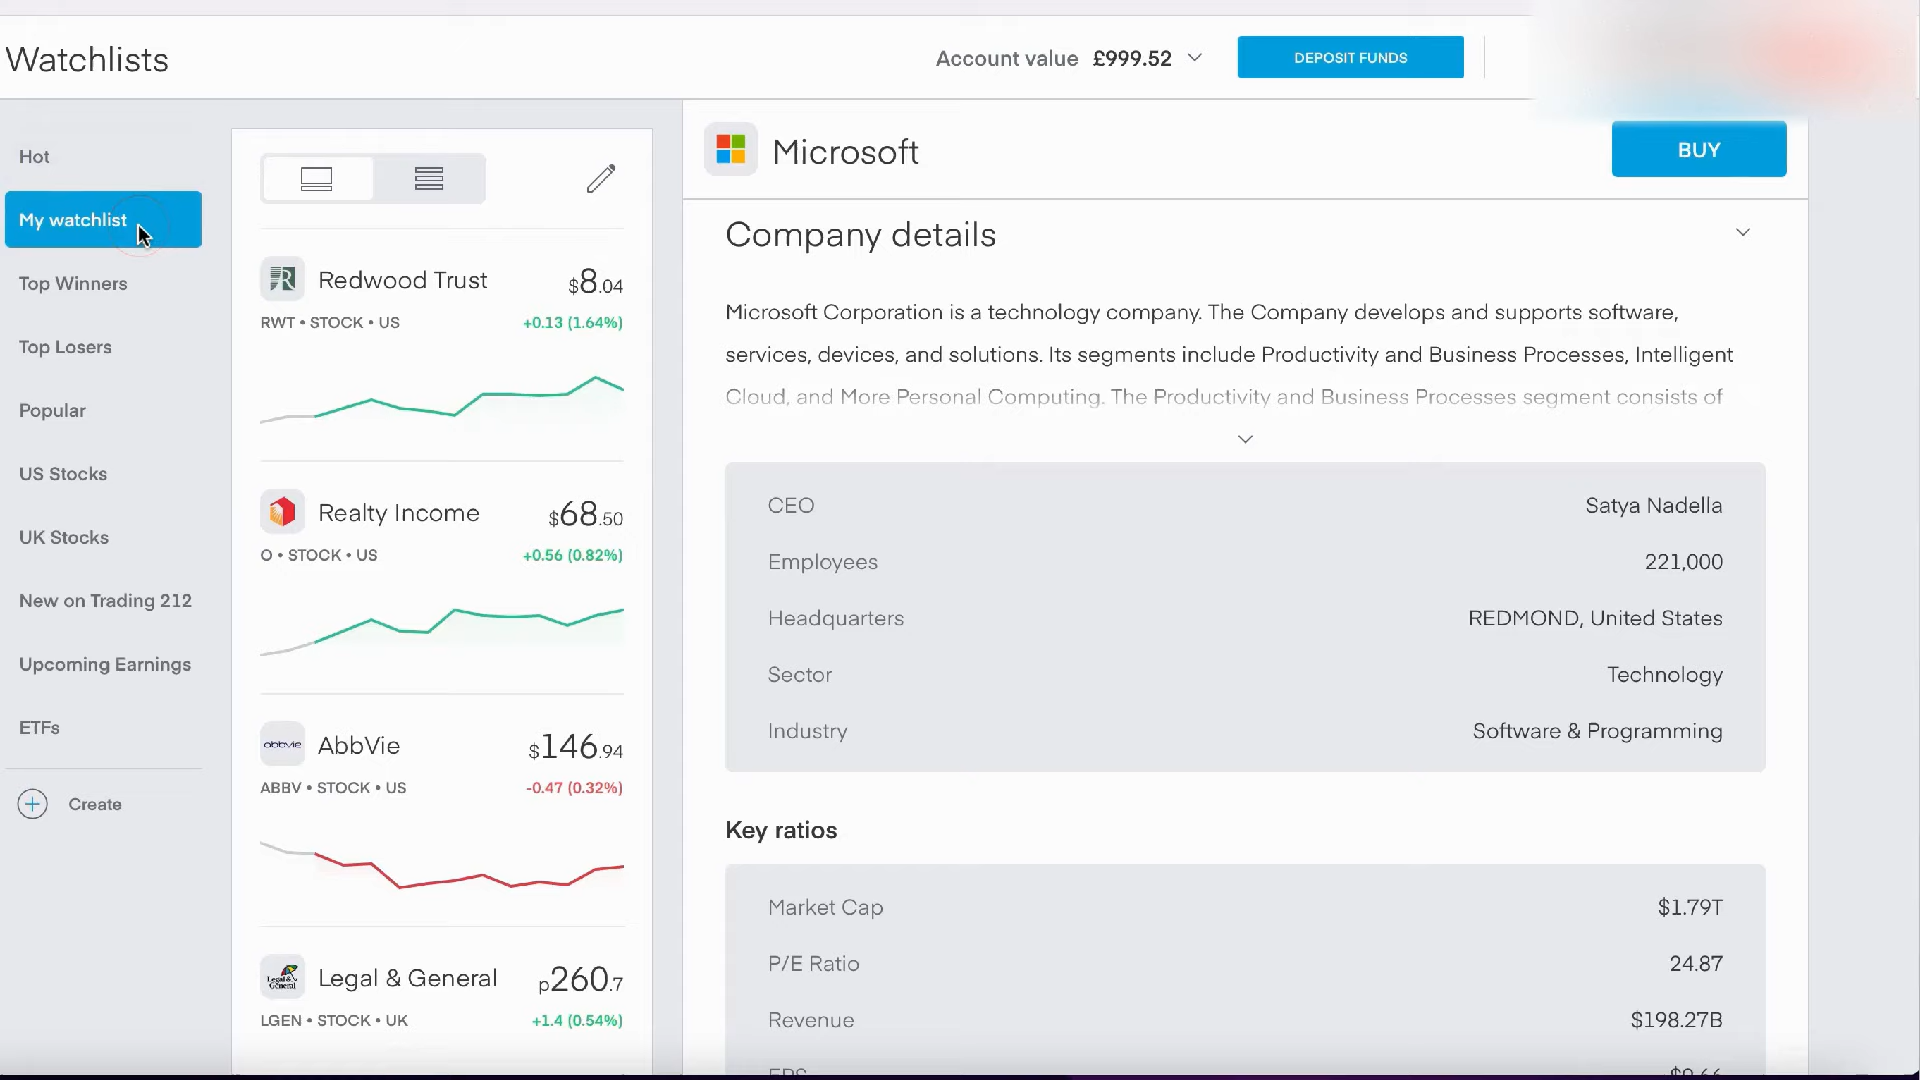 Watchlists
Account value £999.52
DEPOSIT FUNDS
Hot
My watchlist
Top Winners
Top Losers
Popular
US Stocks
UK Stocks
New on Trading 212
Upcoming Earnings
ETFs
Create
Redwood Trust $8.04
RWT • STOCK • US +0.13 (1.64%)
Realty Income $68.50
O • STOCK • US +0.56 (0.82%)
abbvie
AbbVie $146.94
ABBV • STOCK • US -0.47 (0.32%)
Legal & General
Legal & General p260.7
LGEN • STOCK • UK +1.4 (0.54%)
Microsoft
BUY
Company details
Microsoft Corporation is a technology company. The Company develops and supports software,
services, devices, and solutions. Its segments include Productivity and Business Processes, Intelligent
Cloud, and More Personal Computing. The Productivity and Business Processes segment consists of
CEO Satya Nadella
Employees 221,000
Headquarters REDMOND, United States
Sector Technology
Industry Software & Programming
Key ratios
Market Cap $1.79T
P/E Ratio 24.87
Revenue $198.27B